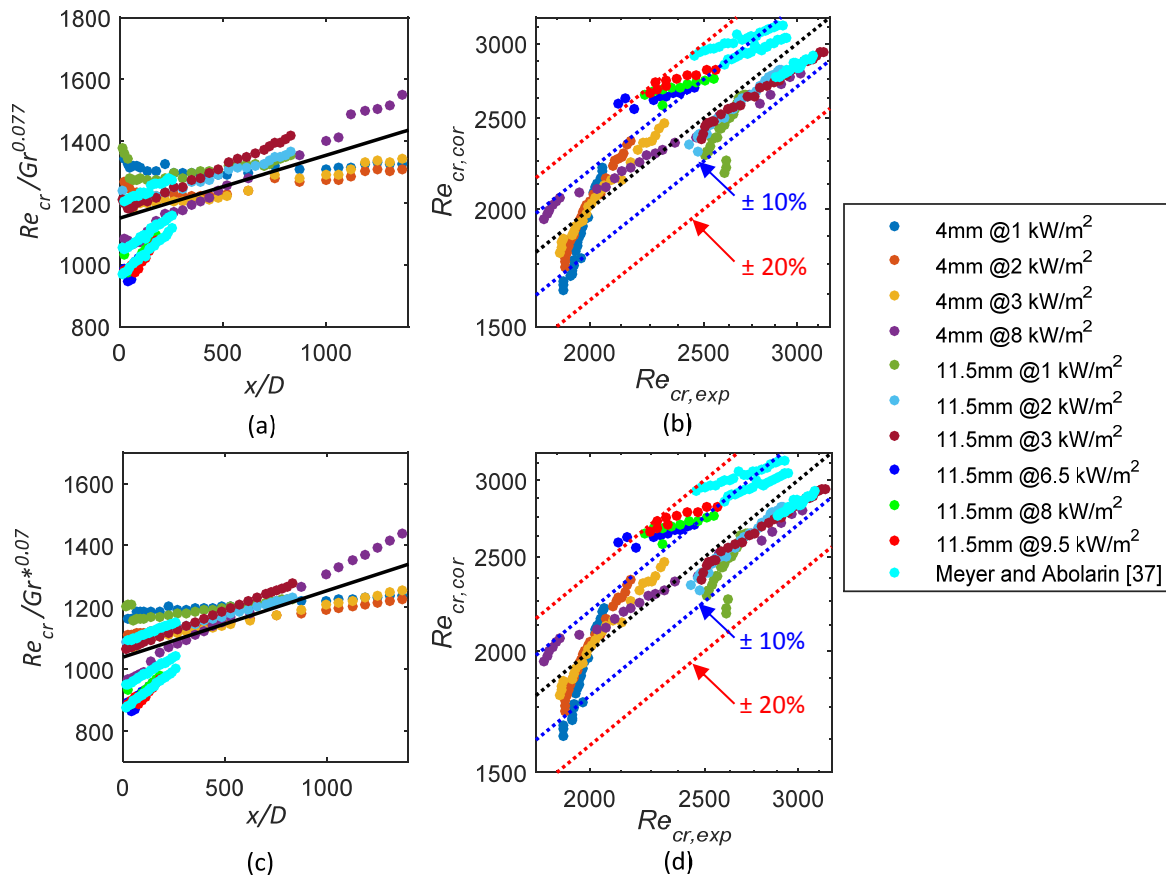 1800
1600
1400
1200
1000
800
0
500
1000
Re_cr/Gr^0.077
x/D
(a)
3000
2500
2000
1500
2000
2500
3000
Re_cr,cor
Re_cr,exp
± 10%
± 20%
(b)
1600
1400
1200
1000
800
0
500
1000
Re_cr/Gr*^0.07
x/D
(c)
3000
2500
2000
1500
2000
2500
3000
Re_cr,cor
Re_cr,exp
± 10%
± 20%
(d)
4mm @1 kW/m²
4mm @2 kW/m²
4mm @3 kW/m²
4mm @8 kW/m²
11.5mm @1 kW/m²
11.5mm @2 kW/m²
11.5mm @3 kW/m²
11.5mm @6.5 kW/m²
11.5mm @8 kW/m²
11.5mm @9.5 kW/m²
Meyer and Abolarin [37]